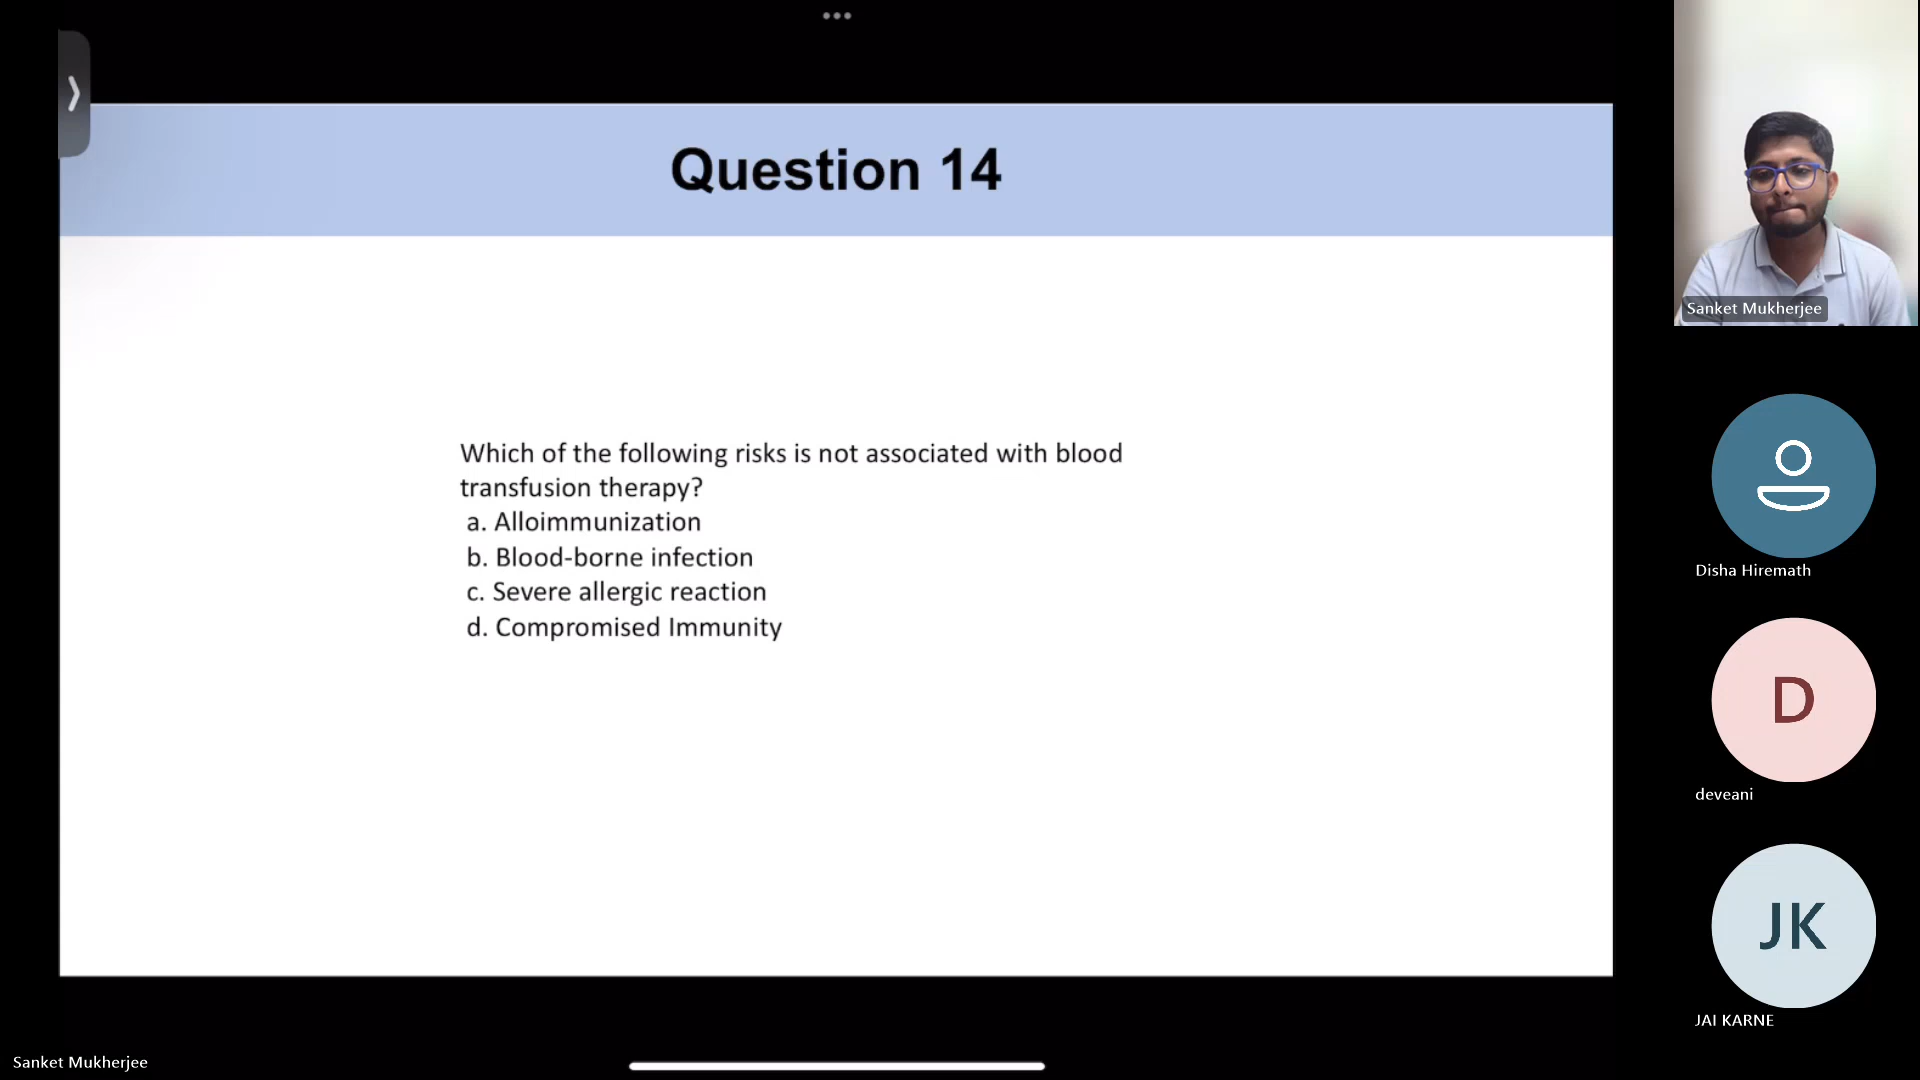 Question 14
Which of the following risks is not associated with blood
transfusion therapy?
a. Alloimmunization
b. Blood-borne infection
c. Severe allergic reaction
d. Compromised Immunity
Sanket Mukherjee
Disha Hiremath
D
deveani
JK
JAI KARNE
Sanket Mukherjee